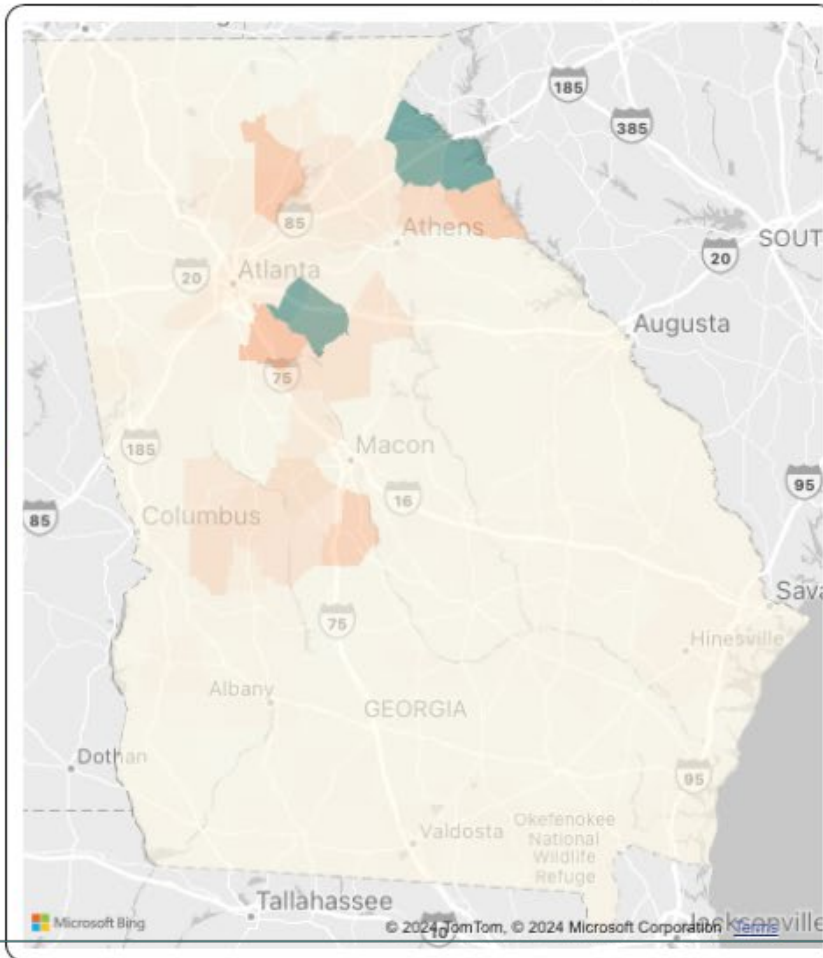 185
385
85
Athens
SOUT
20
20
Atlanta
Augusta
75
185
Macon
95
85
16
Columbus
Sava
75
Hinesville
Albany
GEORGIA
Dothan
95
Okefenokee
National
Wildlife
Refuge
Valdosta
Tallahassee
Microsoft Bing
© 2024 TomTom, © 2024 Microsoft Corporation Terms
10
Jacksonville